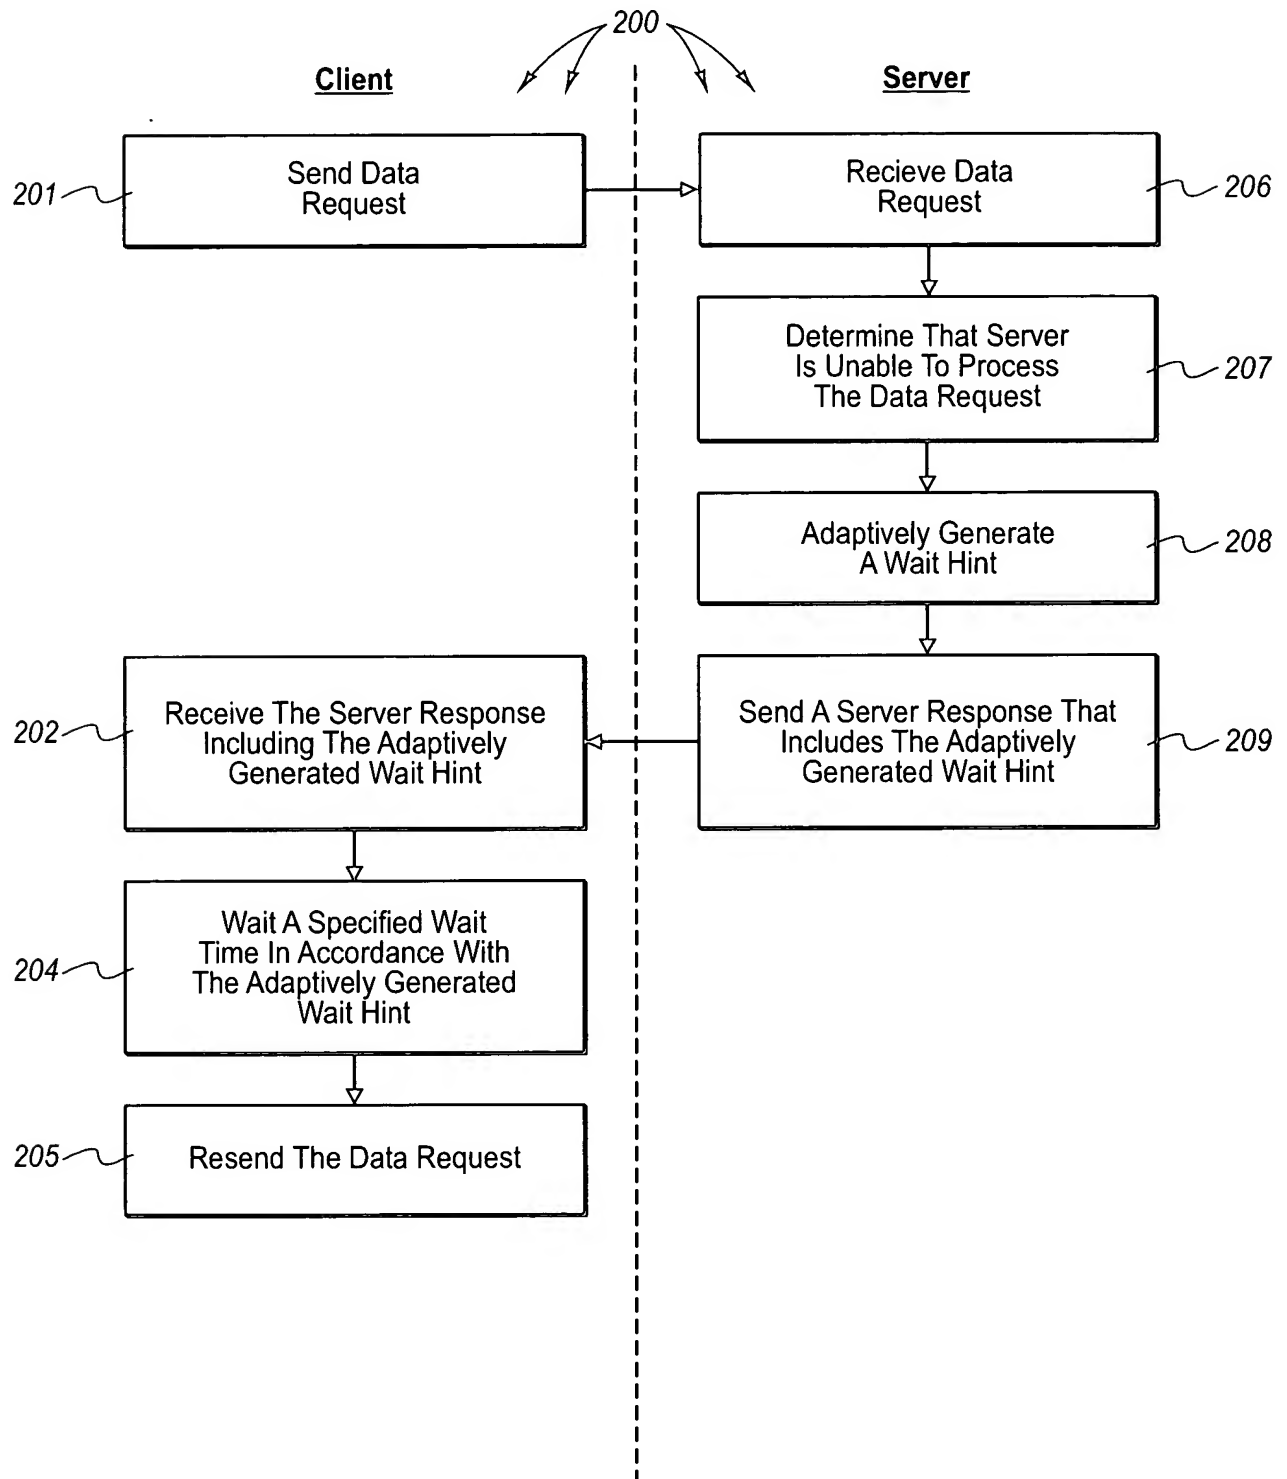 200
Client
Server
201
Send Data
Request
Recieve Data
Request
206
Determine That Server
Is Unable To Process
The Data Request
207
Adaptively Generate
A Wait Hint
208
202
Receive The Server Response
Including The Adaptively
Generated Wait Hint
Send A Server Response That
Includes The Adaptively
Generated Wait Hint
209
204
Wait A Specified Wait
Time In Accordance With
The Adaptively Generated
Wait Hint
205
Resend The Data Request